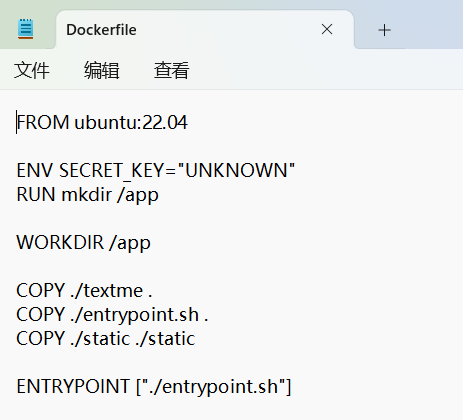 Dockerfile
文件 编辑 查看
FROM ubuntu:22.04
ENV SECRET_KEY="UNKNOWN"
RUN mkdir /app
WORKDIR /app
COPY ./textme .
COPY ./entrypoint.sh .
COPY ./static ./static
ENTRYPOINT ["./entrypoint.sh"]